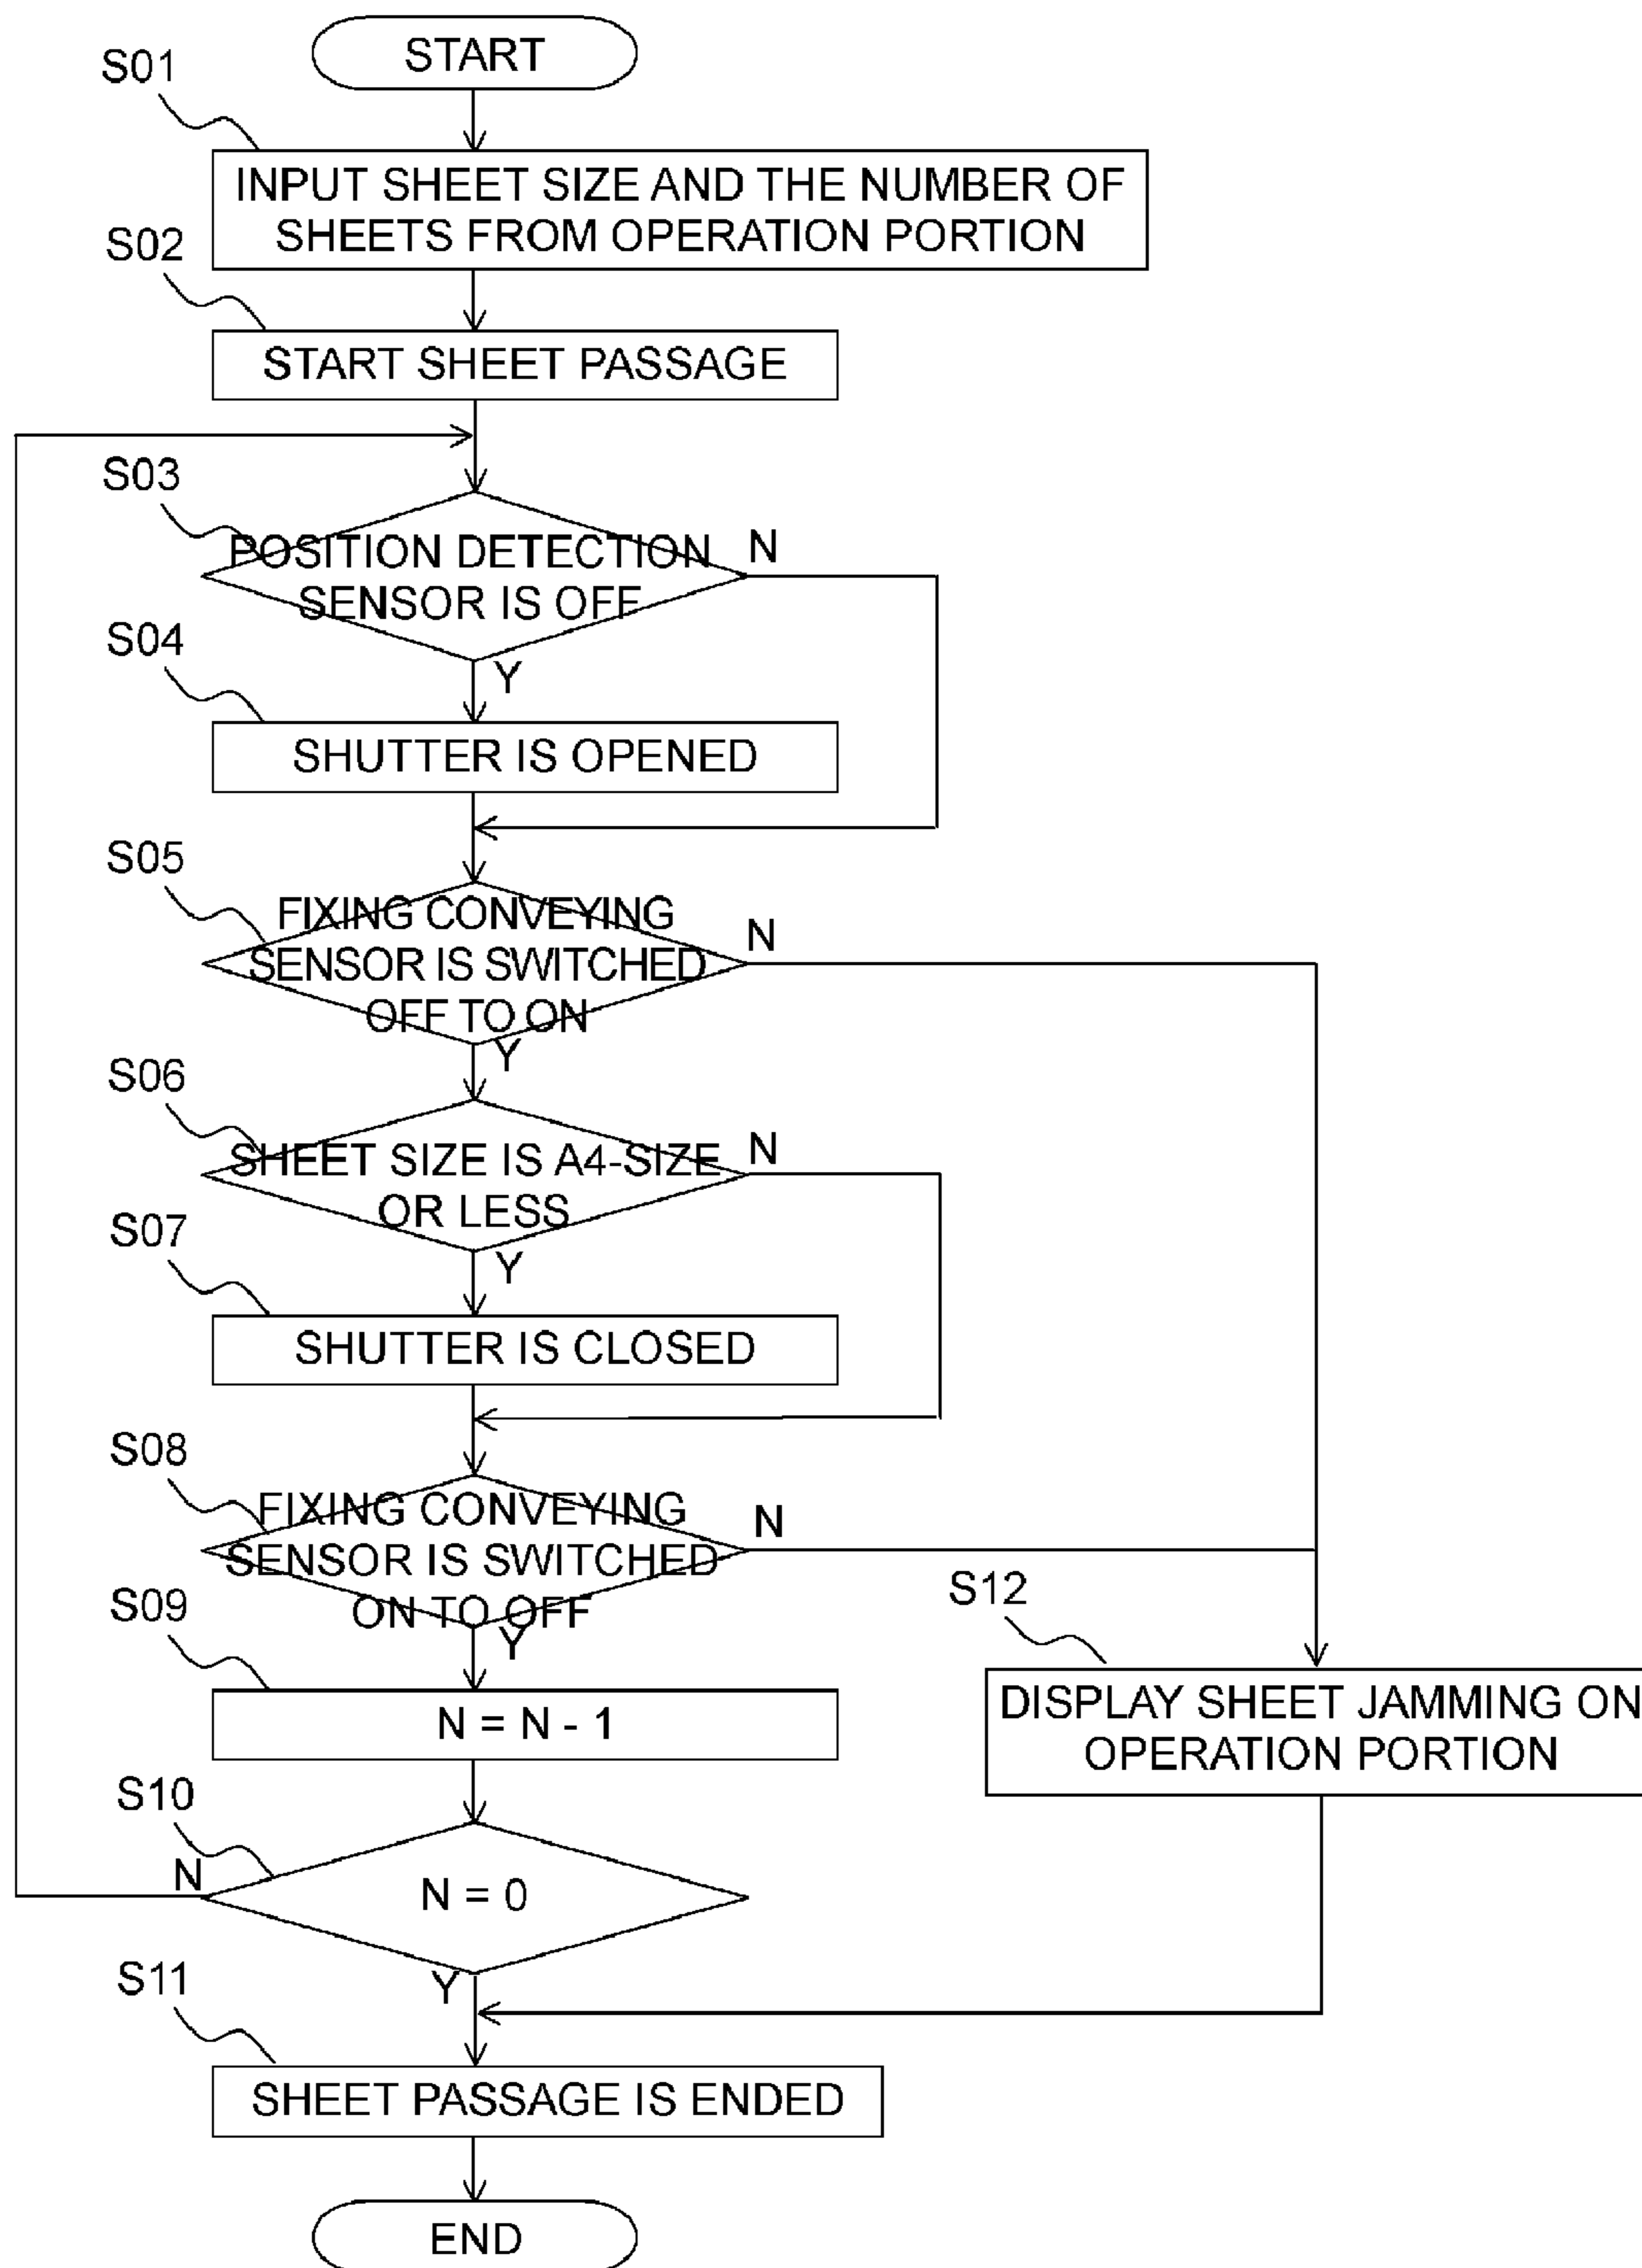 START
S01
INPUT SHEET SIZE AND THE NUMBER OF
SHEETS FROM OPERATION PORTION
S02
START SHEET PASSAGE
S03
POSITION DETECTION
SENSOR IS OFF
N
Y
S04
SHUTTER IS OPENED
S05
FIXING CONVEYING
SENSOR IS SWITCHED
OFF TO ON
N
Y
S06
SHEET SIZE IS A4-SIZE
OR LESS
N
Y
S07
SHUTTER IS CLOSED
S08
FIXING CONVEYING
SENSOR IS SWITCHED
ON TO OFF
N
Y
S09
N = N - 1
S12
DISPLAY SHEET JAMMING ON
OPERATION PORTION
S10
N = 0
N
Y
S11
SHEET PASSAGE IS ENDED
END